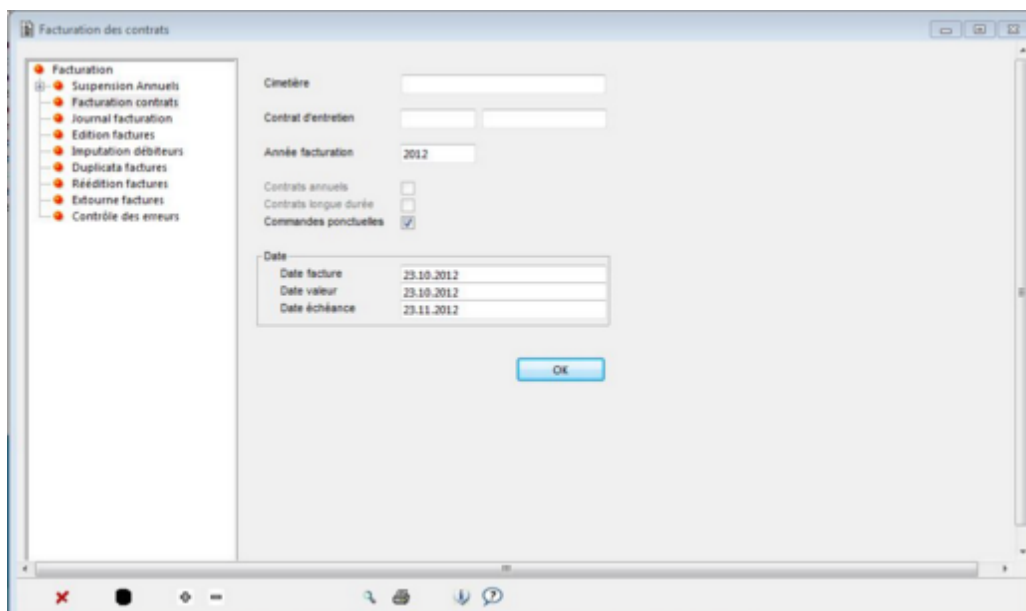 Facturation des contrats
Facturation
Suspension Annuels
Facturation contrats
Journal facturation
Edition factures
Imputation débiteurs
Duplicata factures
Réédition factures
Extourne factures
Contrôle des erreurs
Cimetière
Contrat d'entretien
Année facturation 2012
Contrats annuels
Contrats longue durée
Commandes ponctuelles
Date
Date facture 23.10.2012
Date valeur 23.10.2012
Date échéance 23.11.2012
OK